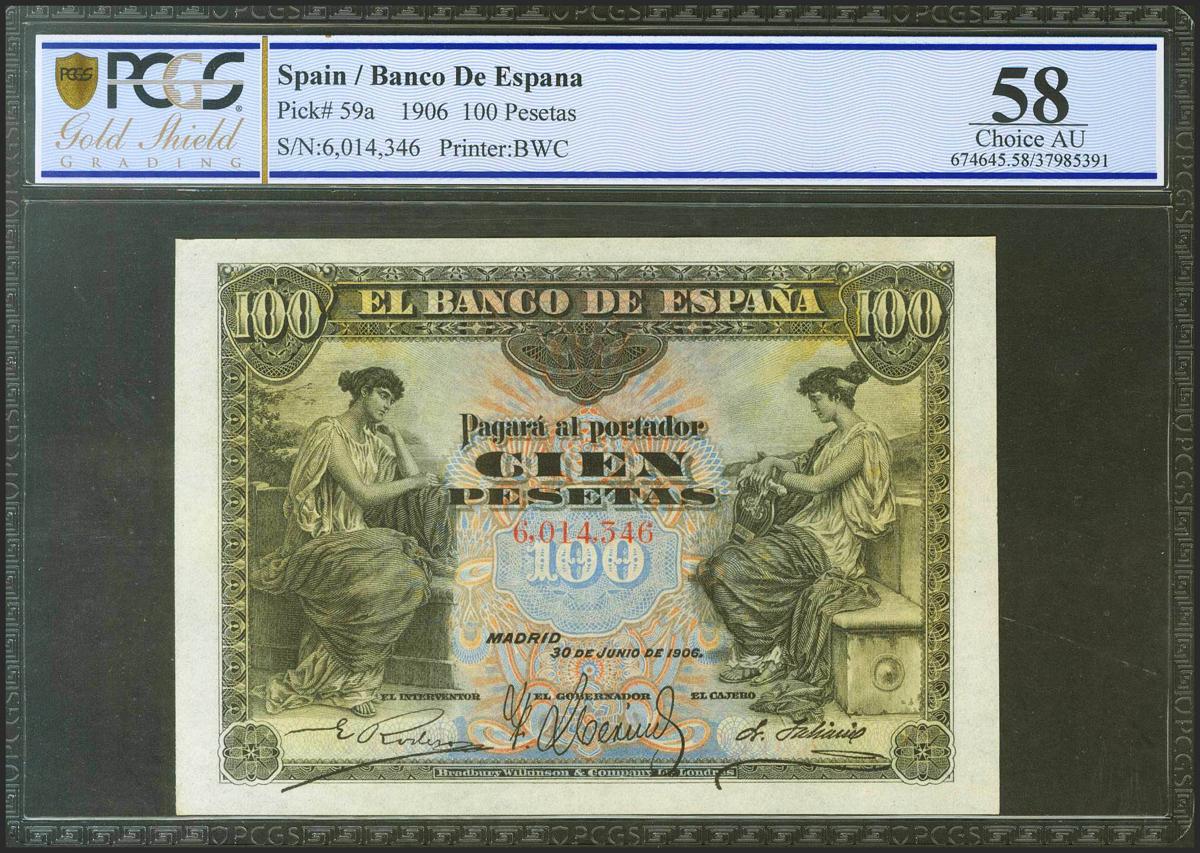 PCGS
Gold Shield
GRADING
Spain / Banco De Espana
Pick# 59a 1906 100 Pesetas
S/N:6,014,346 Printer:BWC
58
Choice AU
674645.58/37985391
100 EL BANCO DE ESPAÑA 100
Pagará al portador
CIEN
PESETAS
6,014,346
100
MADRID
30 DE JUNIO DE 1906.
EL INTERVENTOR EL GOBERNADOR EL CAJERO
Bradbury Wilkinson & Company Ld. Londres